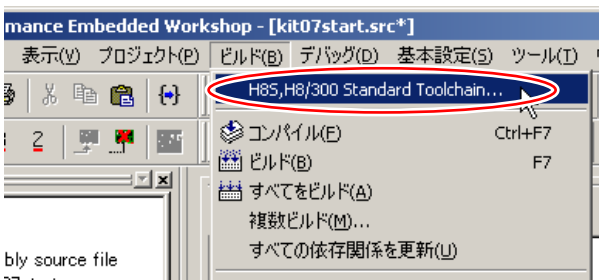 mance Embedded Workshop - [kit07start.src*]
表示(V) プロジェクト(P) ビルド(B) デバッグ(D) 基本設定(S) ツール(T)
H8S,H8/300 Standard Toolchain...
2
コンパイル(F) Ctrl+F7
ビルド(B) F7
すべてをビルド(A)
複数ビルド(M)...
すべての依存関係を更新(U)
bly source file